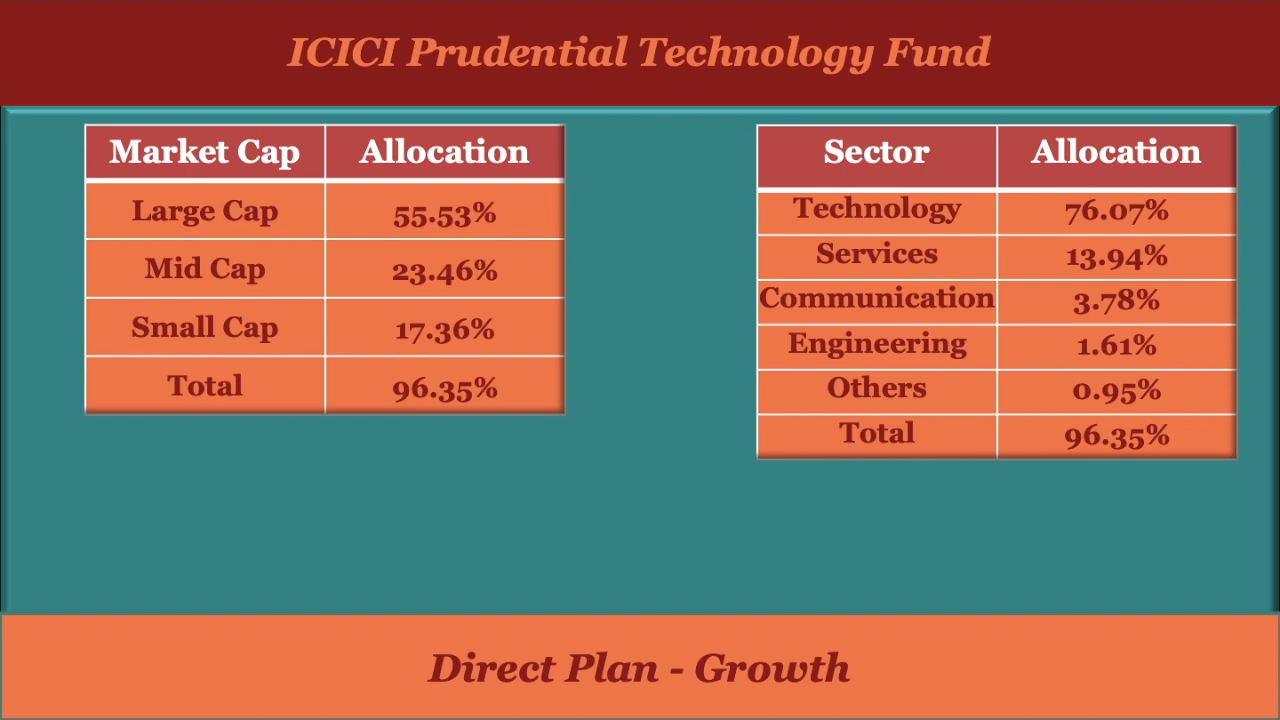 ICICI Prudential Technology Fund
Market Cap Allocation
Large Cap 55.53%
Mid Cap 23.46%
Small Cap 17.36%
Total 96.35%
Sector Allocation
Technology 76.07%
Services 13.94%
Communication 3.78%
Engineering 1.61%
Others 0.95%
Total 96.35%
Direct Plan - Growth